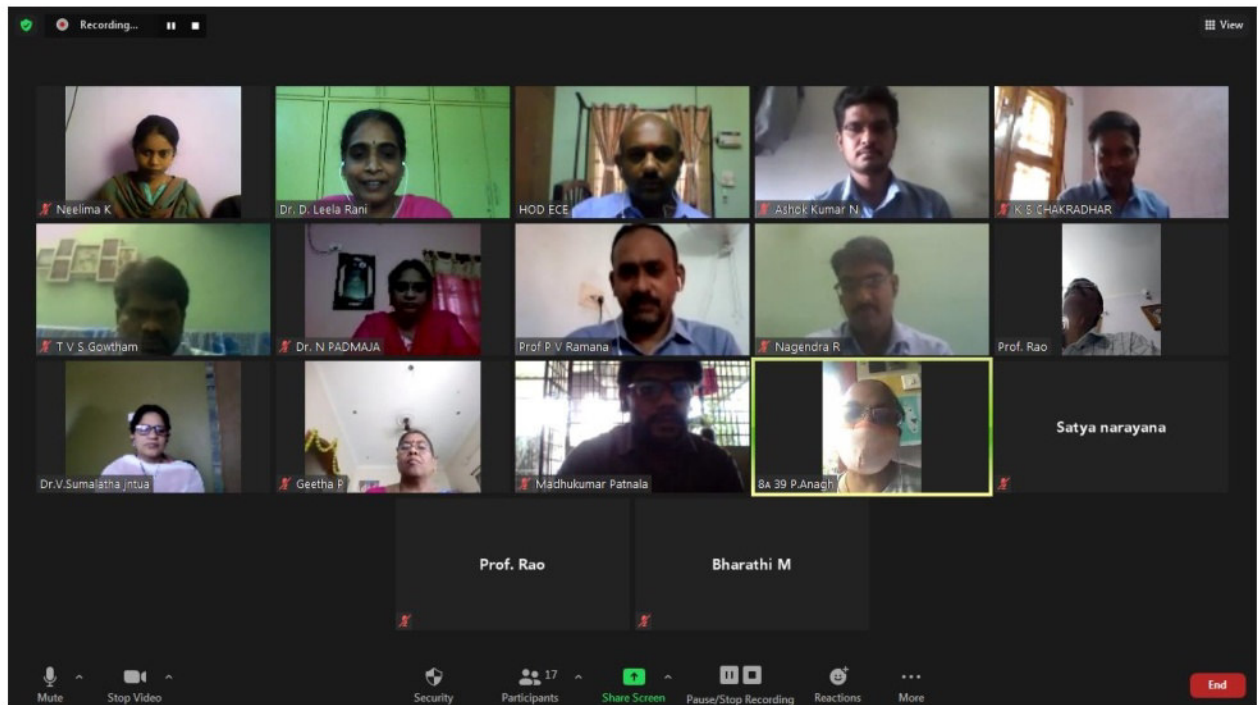 Recording...
View
Neelima K
Dr. D. Leela Rani
HOD ECE
Ashok Kumar N
K S CHAKRADHAR
T V S Gowtham
Dr. N PADMAJA
Prof P V Ramana
Nagendra R
Prof. Rao
Dr.V.Sumalatha jntua
Geetha P
Madhukumar Patnala
8A 39 P.Anagh
Satya narayana
Prof. Rao
Bharathi M
Mute
Stop Video
Security
Participants
17
Share Screen
Pause/Stop Recording
Reactions
More
End